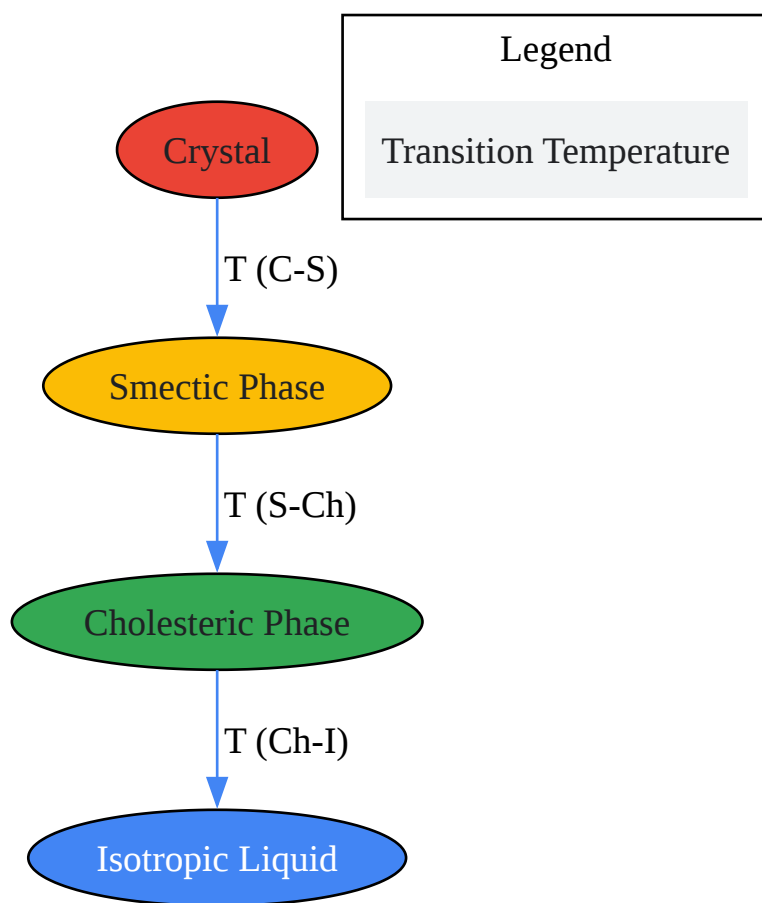 Legend
Crystal
Transition Temperature
T (C-S)
Smectic Phase
T (S-Ch)
Cholesteric Phase
T (Ch-I)
Isotropic Liquid